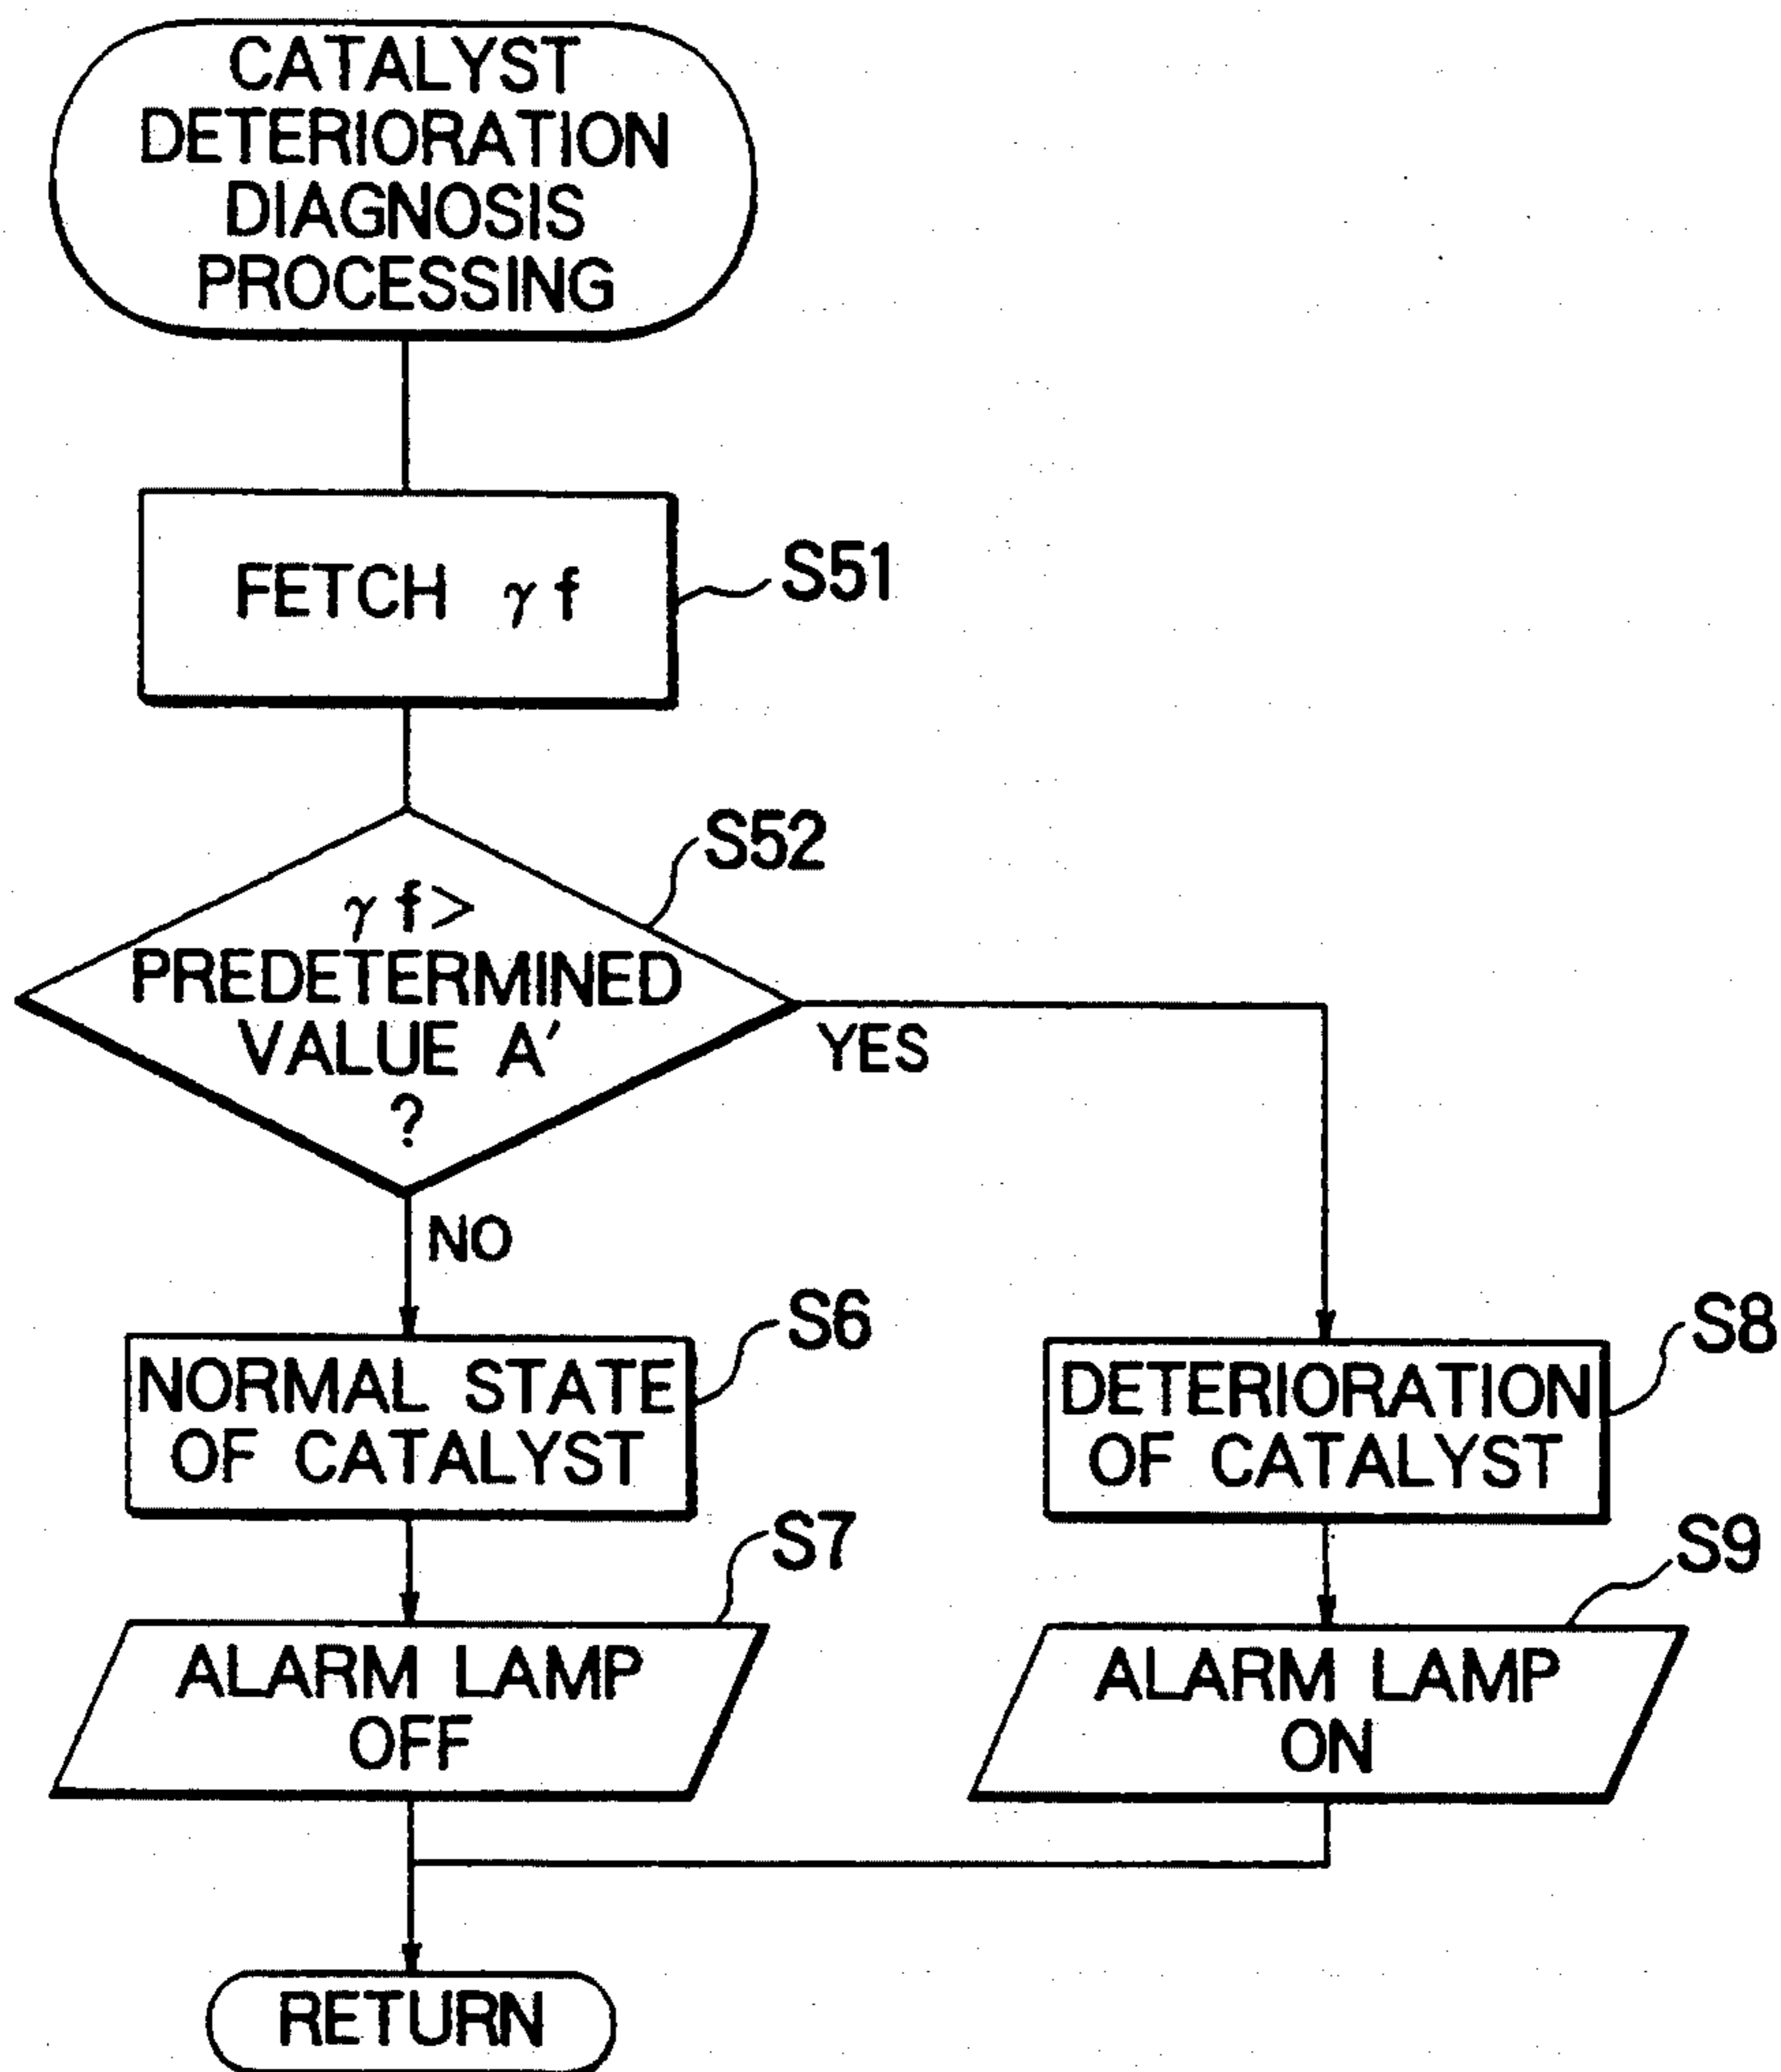 CATALYST
DETERIORATION
DIAGNOSIS
PROCESSING
FETCH γf
S51
S52
γf>
PREDETERMINED
VALUE A'
?
YES
NO
S6
NORMAL STATE
OF CATALYST
S8
DETERIORATION
OF CATALYST
S7
ALARM LAMP
OFF
S9
ALARM LAMP
ON
RETURN